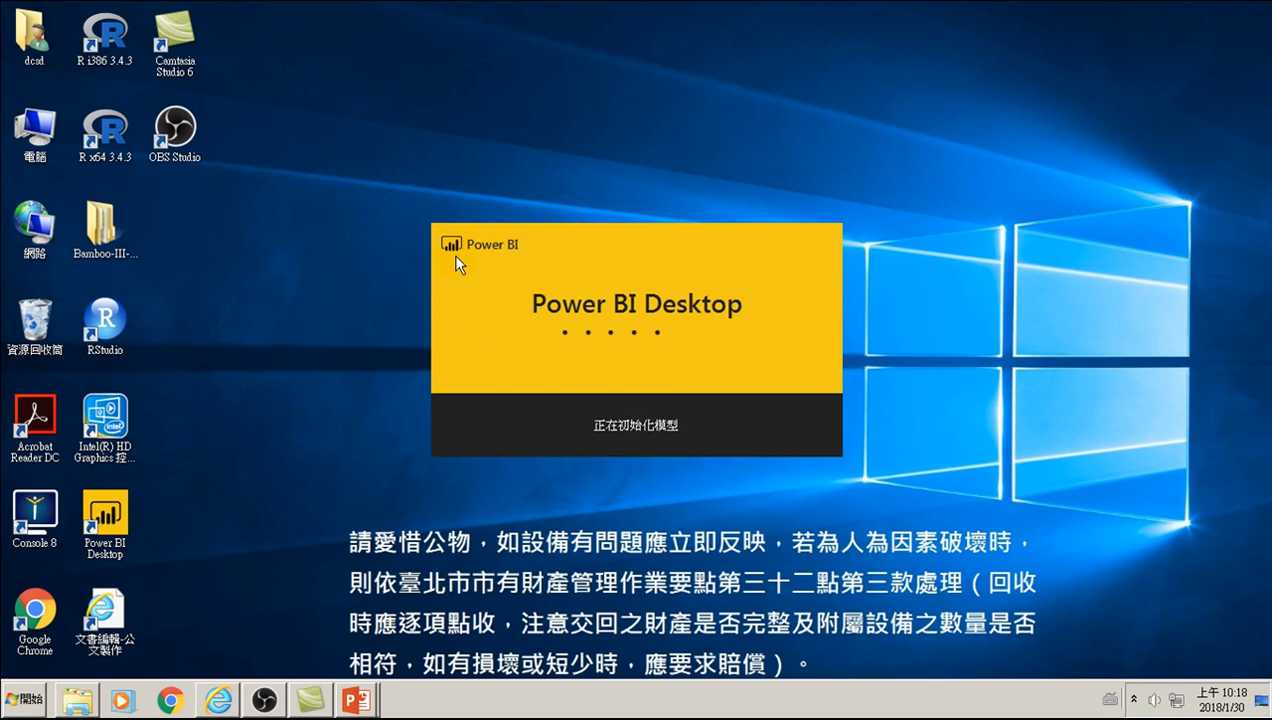 dcsd
R i386 3.4.3
Camtasia
Studio 6
電腦
R x64 3.4.3
OBS Studio
網路
Bamboo-III-...
資源回收筒
RStudio
Acrobat
Reader DC
Intel(R) HD
Graphics 控...
Console 8
Power BI
Desktop
Google
Chrome
文書編輯-公
文製作
Power BI
Power BI Desktop
正在初始化模型
請愛惜公物，如設備有問題應立即反映，若為人為因素破壞時，
則依臺北市市有財產管理作業要點第三十二點第三款處理（回收
時應逐項點收，注意交回之財產是否完整及附屬設備之數量是否
相符，如有損壞或短少時，應要求賠償）。
開始
上午 10:18
2018/1/30